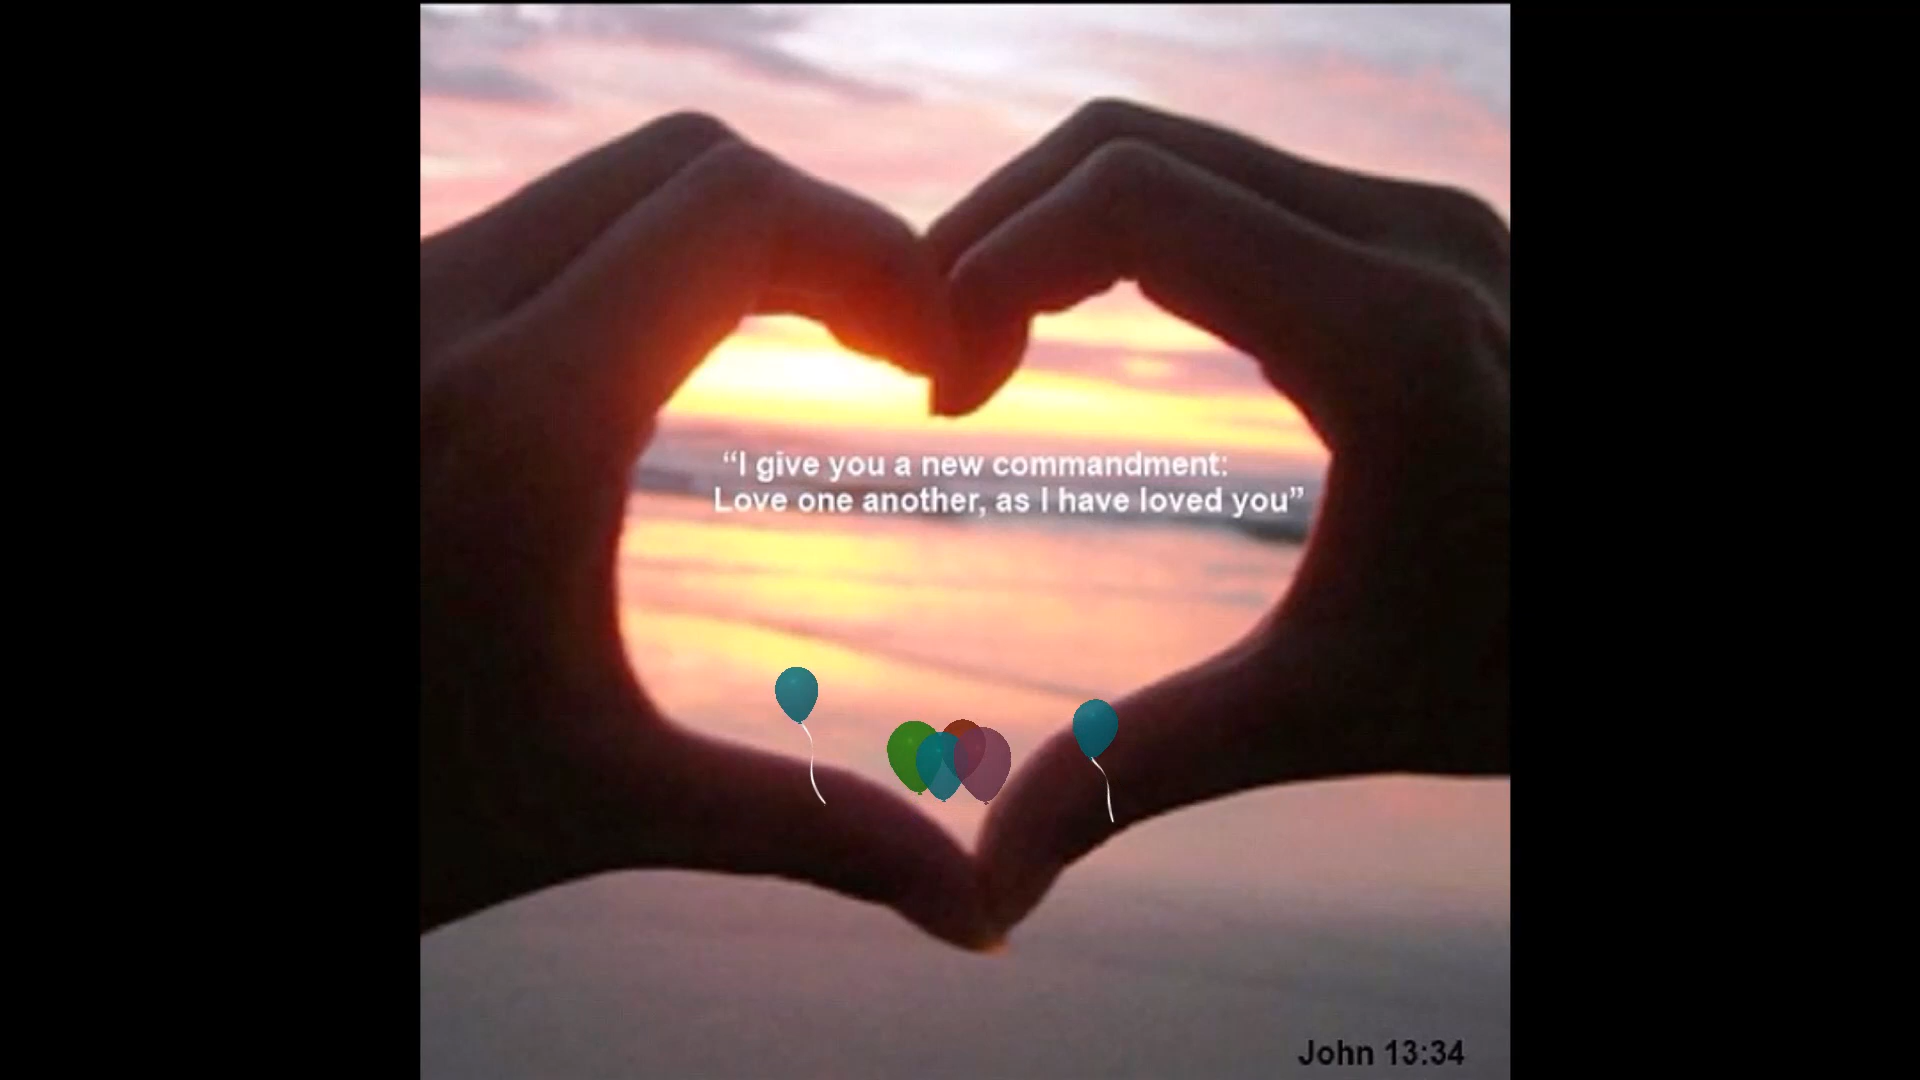 “I give you a new commandment:
Love one another, as I have loved you”
John 13:34